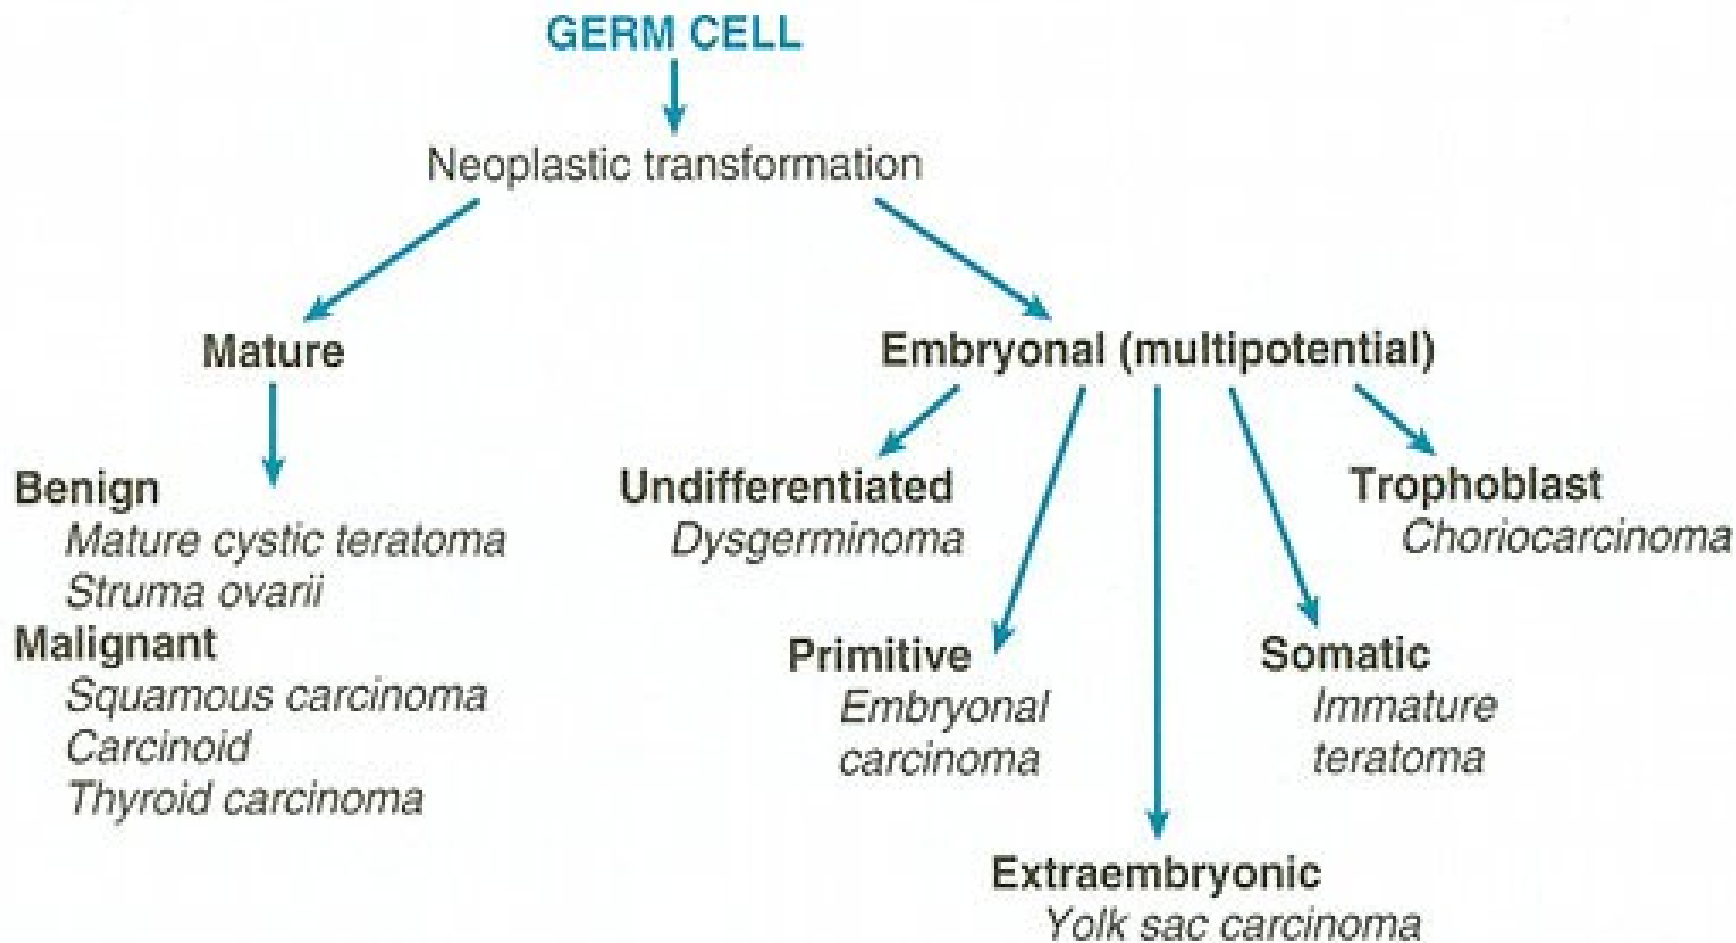 GERM CELL
Neoplastic transformation
Mature
Embryonal (multipotential)
Benign
Mature cystic teratoma
Struma ovarii
Malignant
Squamous carcinoma
Carcinoid
Thyroid carcinoma
Undifferentiated
Dysgerminoma
Primitive
Embryonal
carcinoma
Extraembryonic
Yolk sac carcinoma
Somatic
Immature
teratoma
Trophoblast
Choriocarcinoma